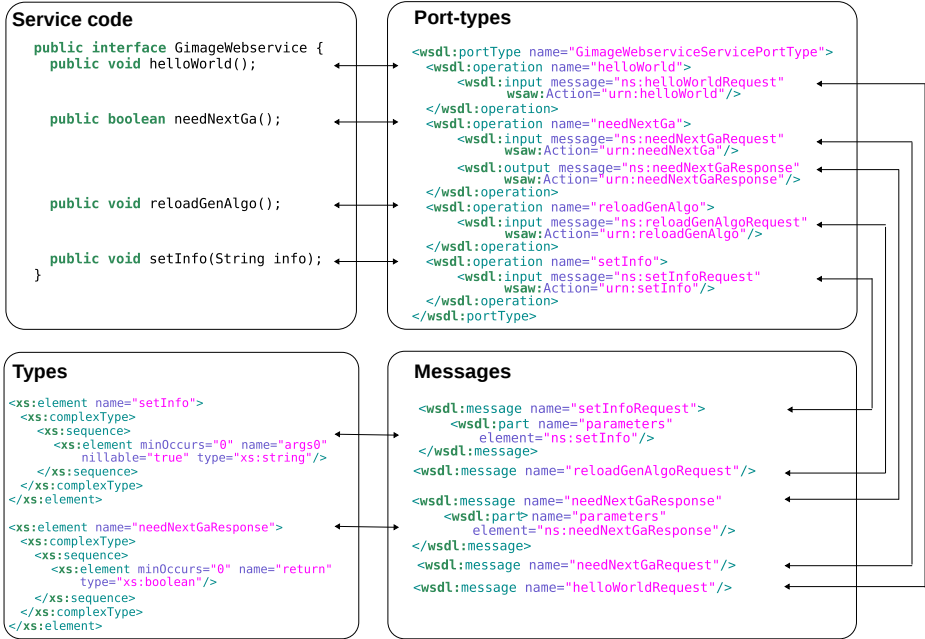 Service code
public interface GimageWebservice {
public void helloWorld();
public boolean needNextGa();
public void reloadGenAlgo();
public void setInfo(String info);
}
Port-types
<wsdl:portType name="GimageWebserviceServicePortType">
<wsdl:operation name="helloWorld">
<wsdl:input message="ns:helloWorldRequest"
wsaw:Action="urn:helloWorld"/>
</wsdl:operation>
<wsdl:operation name="needNextGa">
<wsdl:input message="ns:needNextGaRequest"
wsaw:Action="urn:needNextGa"/>
<wsdl:output message="ns:needNextGaResponse"
wsaw:Action="urn:needNextGaResponse"/>
</wsdl:operation>
<wsdl:operation name="reloadGenAlgo">
<wsdl:input message="ns:reloadGenAlgoRequest"
wsaw:Action="urn:reloadGenAlgo"/>
</wsdl:operation>
<wsdl:operation name="setInfo">
<wsdl:input message="ns:setInfoRequest"
wsaw:Action="urn:setInfo"/>
</wsdl:operation>
</wsdl:portType>
Types
<xs:element name="setInfo">
<xs:complexType>
<xs:sequence>
<xs:element minOccurs="0" name="args0"
nillable="true" type="xs:string"/>
</xs:sequence>
</xs:complexType>
</xs:element>
<xs:element name="needNextGaResponse">
<xs:complexType>
<xs:sequence>
<xs:element minOccurs="0" name="return"
type="xs:boolean"/>
</xs:sequence>
</xs:complexType>
</xs:element>
Messages
<wsdl:message name="setInfoRequest">
<wsdl:part name="parameters"
element="ns:setInfo"/>
</wsdl:message>
<wsdl:message name="reloadGenAlgoRequest"/>
<wsdl:message name="needNextGaResponse"
<wsdl:part> name="parameters"
element="ns:needNextGaResponse"/>
</wsdl:message>
<wsdl:message name="needNextGaRequest"/>
<wsdl:message name="helloWorldRequest"/>